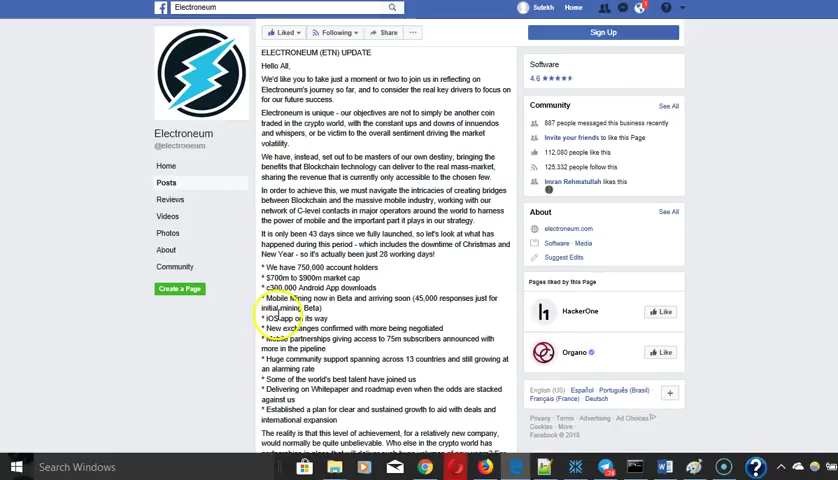 Electroneum
Sutekh
Home
1
Liked
Following
Share
Sign Up
ELECTRONEUM (ETN) UPDATE
Hello All,
We'd like you to take just a moment or two to join us in reflecting on
Electroneum's journey so far, and to consider the real key drivers to focus on
for our future success.
Electroneum is unique - our objectives are not to simply be another coin
traded in the crypto world, with the constant ups and downs of innuendos
and whispers, or be victim to the overall sentiment driving the market
volatility.
We have, instead, set out to be masters of our own destiny, bringing the
benefits that Blockchain technology can deliver to the real mass-market,
sharing the revenue that is currently only accessible to the chosen few.
In order to achieve this, we must navigate the intricacies of creating bridges
between Blockchain and the massive mobile industry, working with our
network of C-level contacts in major operators around the world to harness
the power of mobile and the important part it plays in our strategy.
It is only been 43 days since we fully launched, so let's look at what has
happened during this period - which includes the downtime of Christmas and
New Year - so it's actually been just 28 working days!
* We have 750,000 account holders
* $700m to $900m market cap
* c300,000 Android App downloads
* Mobile Mining now in Beta and arriving soon (45,000 responses just for
initial mining Beta)
* iOS app on its way
* New exchanges confirmed with more being negotiated
* Mobile partnerships giving access to 75m subscribers announced with
more in the pipeline
* Huge community support spanning across 13 countries and still growing at
an alarming rate
* Some of the world's best talent have joined us
* Delivering on Whitepaper and roadmap even when the odds are stacked
against us
* Established a plan for clear and sustained growth to aid with deals and
international expansion
The reality is that this level of achievement, for a relatively new company,
would normally be quite unbelievable. Who else in the crypto world has
Electroneum
@electroneum
Home
Posts
Reviews
Videos
Photos
About
Community
Create a Page
Software
4.6 ★★★★★
Community
See All
887 people messaged this business recently
Invite your friends to like this Page
112,080 people like this
125,332 people follow this
Imran Rehmatullah likes this
About
See All
electroneum.com
Software · Media
Suggest Edits
Pages liked by this Page
HackerOne
Like
Organo
Like
English (US) · Español · Português (Brasil) ·
Français (France) · Deutsch
Privacy · Terms · Advertising · Ad Choices
Cookies · More
Facebook © 2018
Search Windows